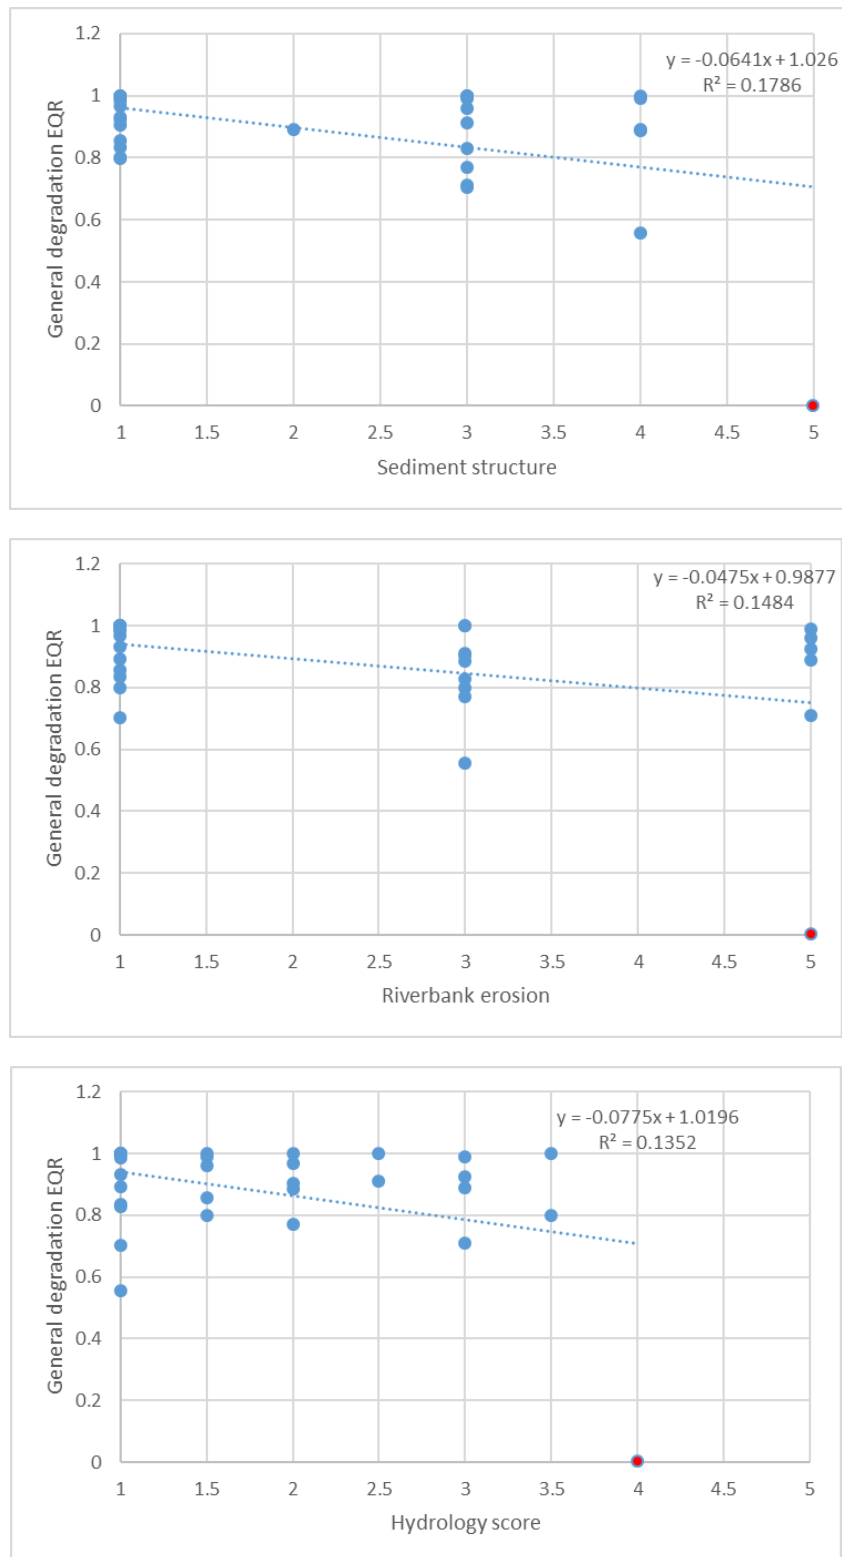 1.2
y = -0.0641x + 1.026
R² = 0.1786
1
0.8
0.6
0.4
0.2
0
General degradation EQR
1 1.5 2 2.5 3 3.5 4 4.5 5
Sediment structure
1.2
y = -0.0475x + 0.9877
R² = 0.1484
1
0.8
0.6
0.4
0.2
0
General degradation EQR
1 1.5 2 2.5 3 3.5 4 4.5 5
Riverbank erosion
1.2
y = -0.0775x + 1.0196
R² = 0.1352
1
0.8
0.6
0.4
0.2
0
General degradation EQR
1 1.5 2 2.5 3 3.5 4 4.5 5
Hydrology score